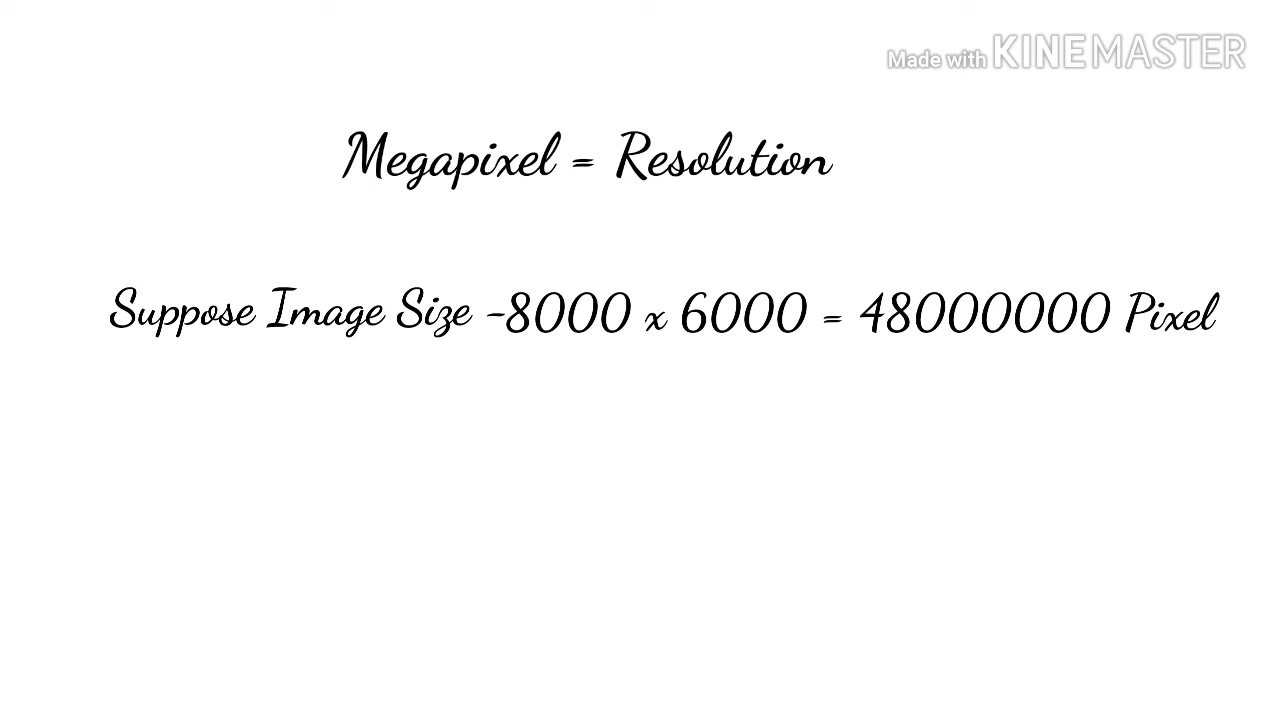 Made with KINEMASTER
Megapixel = Resolution
Suppose Image Size -8000 x 6000 = 48000000 Pixel